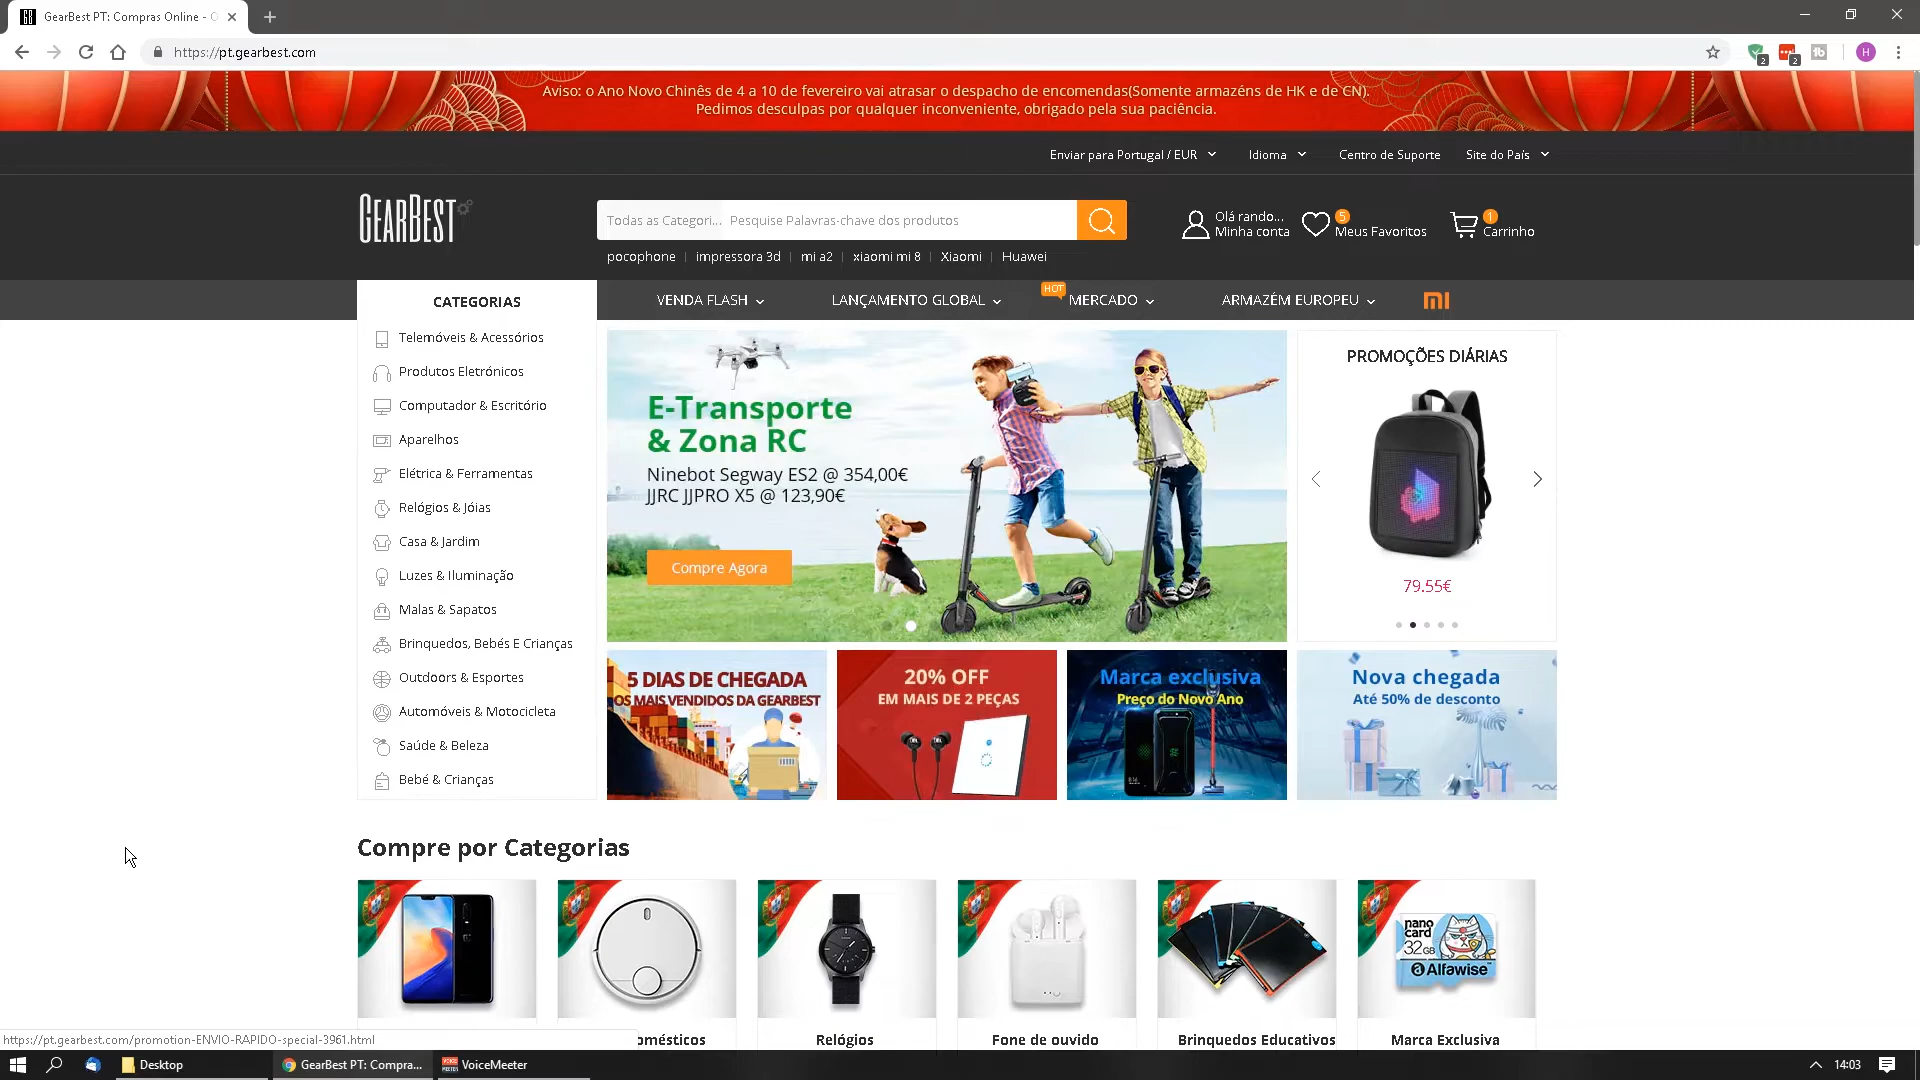 GearBest PT: Compras Online -
https://pt.gearbest.com
2
2
H
Aviso: o Ano Novo Chinês de 4 a 10 de fevereiro vai atrasar o despacho de encomendas(Somente armazéns de HK e de CN).
Pedimos desculpas por qualquer inconveniente, obrigado pela sua paciência.
Enviar para Portugal / EUR
Idioma
Centro de Suporte
Site do País
GEARBEST
Todas as Categori...
Pesquise Palavras-chave dos produtos
Olá rando...
Minha conta
5
Meus Favoritos
1
Carrinho
pocophone | impressora 3d | mi a2 | xiaomi mi 8 | Xiaomi | Huawei
CATEGORIAS
VENDA FLASH
LANÇAMENTO GLOBAL
HOT
MERCADO
ARMAZÉM EUROPEU
MI
Telemóveis & Acessórios
Produtos Eletrónicos
Computador & Escritório
Aparelhos
Elétrica & Ferramentas
Relógios & Jóias
Casa & Jardim
Luzes & Iluminação
Malas & Sapatos
Brinquedos, Bebés E Crianças
Outdoors & Esportes
Automóveis & Motocicleta
Saúde & Beleza
Bebé & Crianças
E-Transporte
& Zona RC
Ninebot Segway ES2 @ 354,00€
JJRC JJPRO X5 @ 123,90€
Compre Agora
PROMOÇÕES DIÁRIAS
79.55€
5 DIAS DE CHEGADA
OS MAIS VENDIDOS DA GEARBEST
20% OFF
EM MAIS DE 2 PEÇAS
Marca exclusiva
Preço do Novo Ano
Nova chegada
Até 50% de desconto
Compre por Categorias
nano
card
32GB
Alfawise
omésticos
Relógios
Fone de ouvido
Brinquedos Educativos
Marca Exclusiva
https://pt.gearbest.com/promotion-ENVIO-RAPIDO-special-3961.html
Desktop
GearBest PT: Compra...
VoiceMeeter
14:03